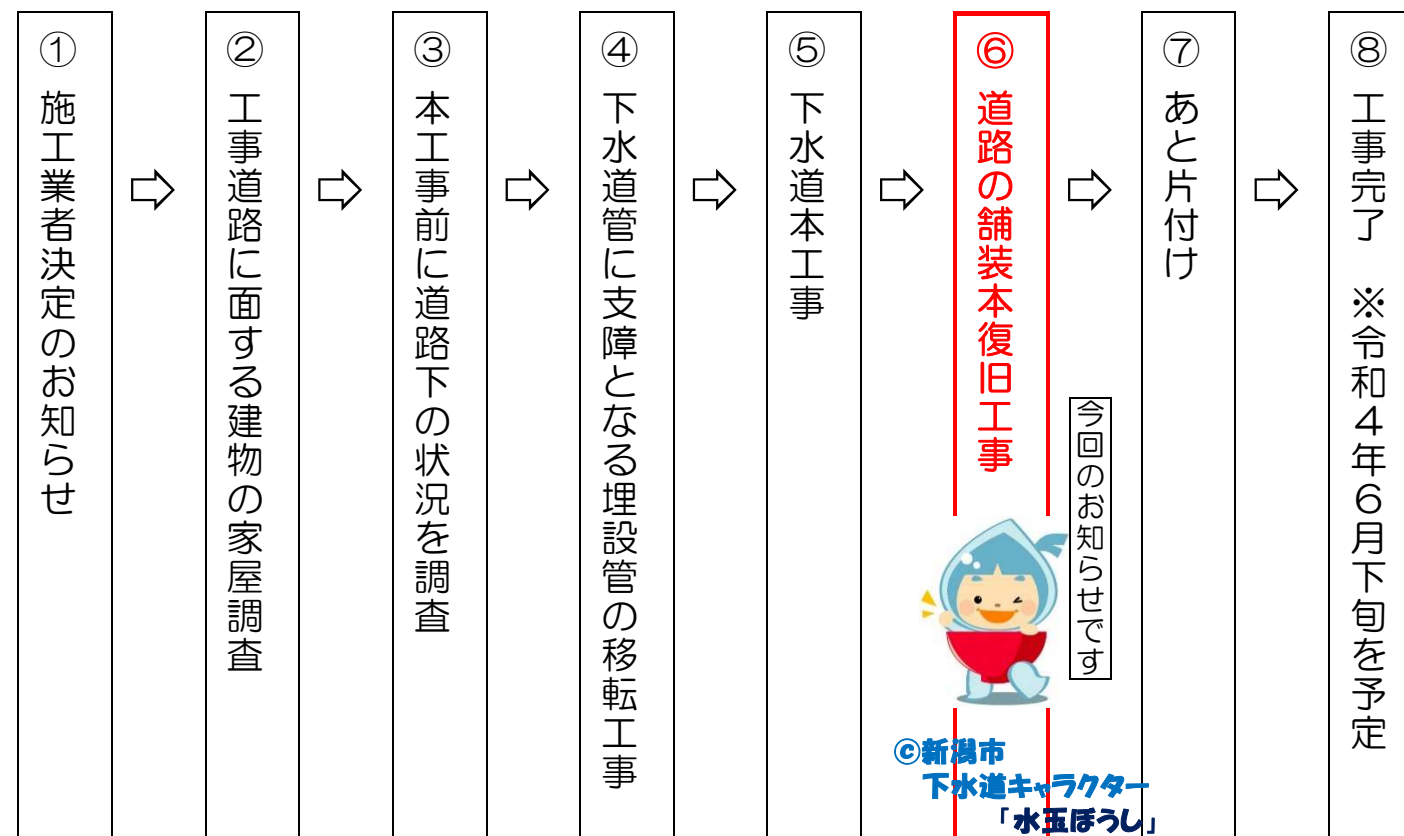 ① 施工業者決定のお知らせ
⇨
② 工事道路に面する建物の家屋調査
⇨
③ 本工事前に道路下の状況を調査
⇨
④ 下水道管に支障となる埋設管の移転工事
⇨
⑤ 下水道本工事
⇨
⑥ 道路の舗装本復旧工事
今回のお知らせです
⇨
⑦ あと片付け
⇨
⑧ 工事完了 ※令和4年6月下旬を予定
©新潟市
下水道キャラクター
「水玉ぼうし」